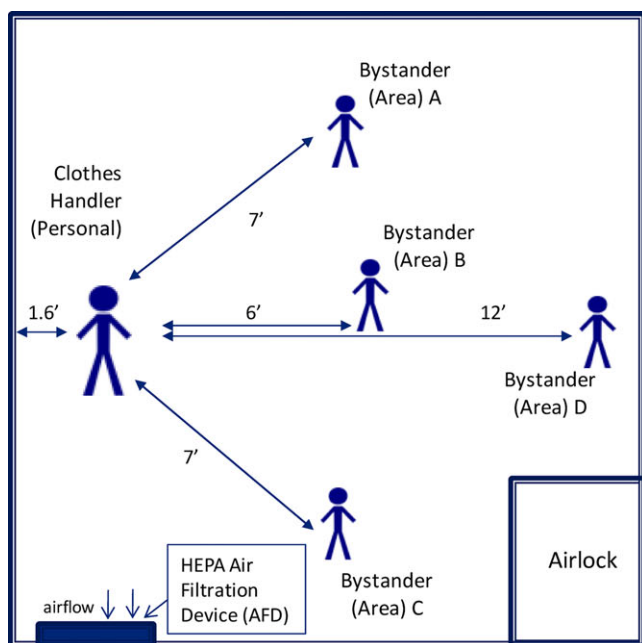 Bystander
(Area) A
Clothes
Handler
(Personal)
7’
Bystander
(Area) B
1.6’
6’
12’
Bystander
(Area) D
7’
HEPA Air
Filtration
Device (AFD)
airflow
Bystander
(Area) C
Airlock